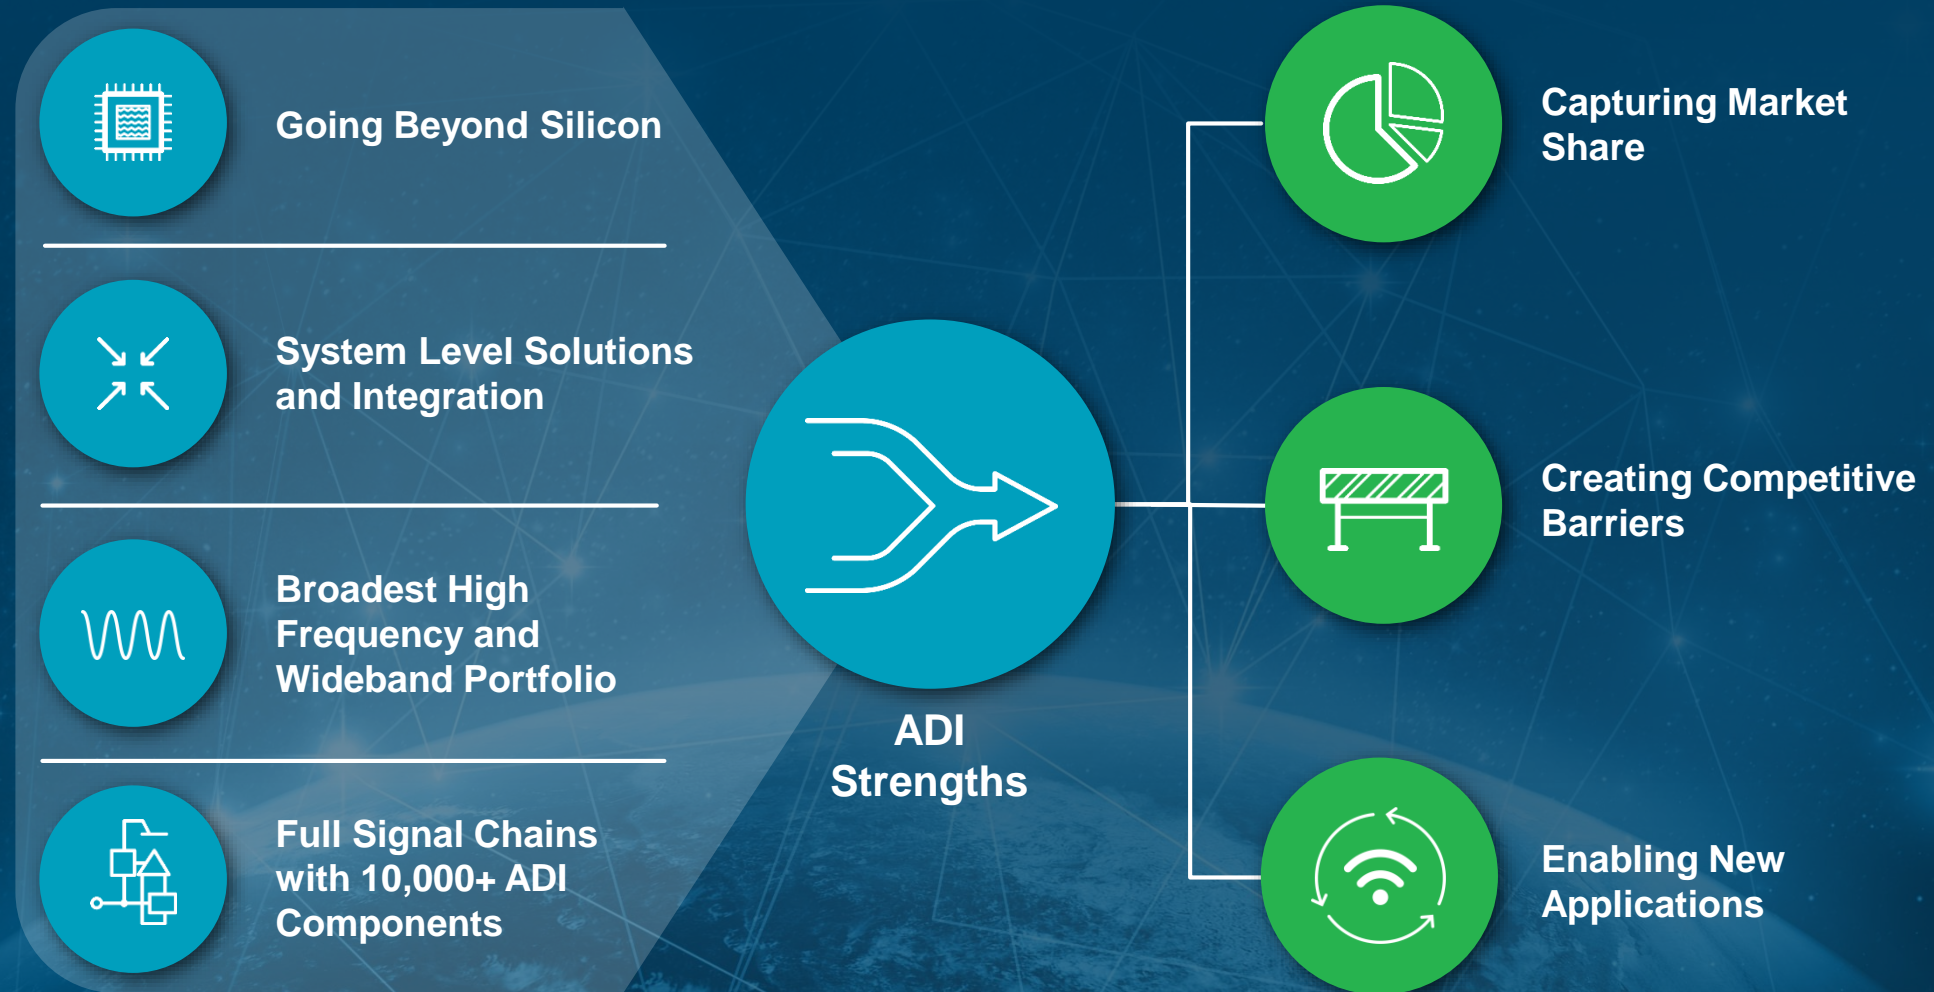 Going Beyond Silicon
System Level Solutions
and Integration
Broadest High
Frequency and
Wideband Portfolio
Full Signal Chains
with 10,000+ ADI
Components
ADI
Strengths
Capturing Market
Share
Creating Competitive
Barriers
Enabling New
Applications